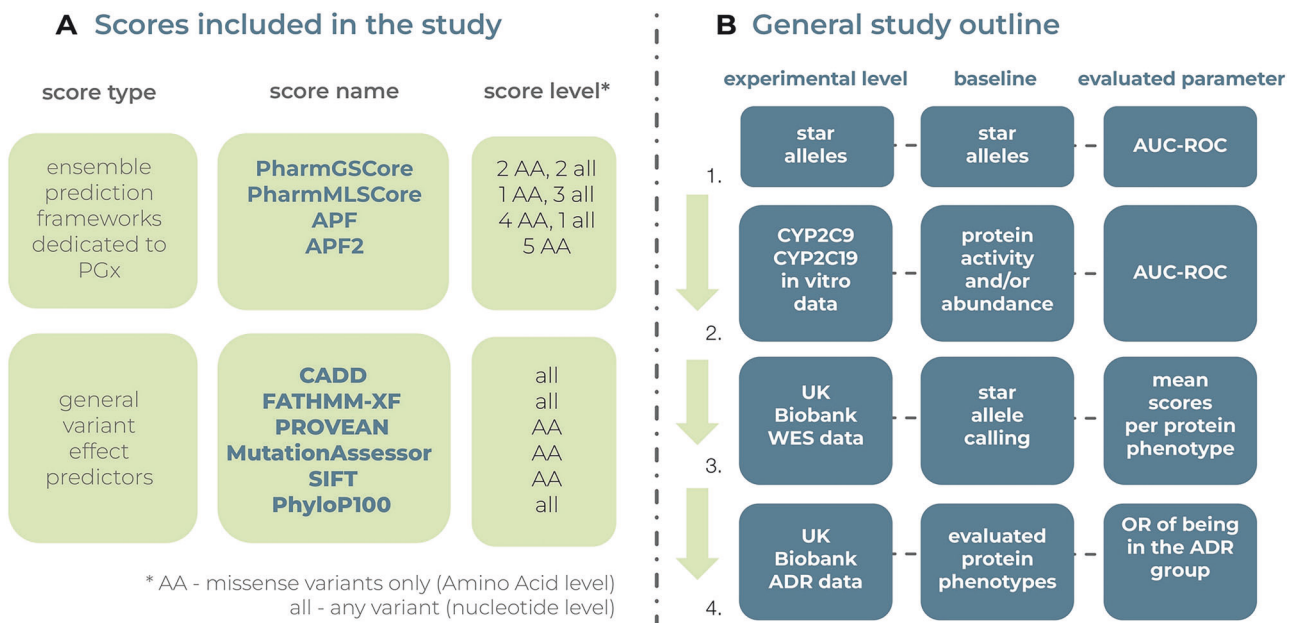 A Scores included in the study
score type
score name
score level*
ensemble
prediction
frameworks
dedicated to
PGx
PharmGSCore
PharmMLSCore
APF
APF2
2 AA, 2 all
1 AA, 3 all
4 AA, 1 all
5 AA
general
variant
effect
predictors
CADD
FATHMM-XF
PROVEAN
MutationAssessor
SIFT
PhyloP100
all
all
AA
AA
AA
all
* AA - missense variants only (Amino Acid level)
all - any variant (nucleotide level)
B General study outline
experimental level
baseline
evaluated parameter
1.
star
alleles
star
alleles
AUC-ROC
2.
CYP2C9
CYP2C19
in vitro
data
protein
activity
and/or
abundance
AUC-ROC
3.
UK
Biobank
WES data
star
allele
calling
mean
scores
per protein
phenotype
4.
UK
Biobank
ADR data
evaluated
protein
phenotypes
OR of being
in the ADR
group